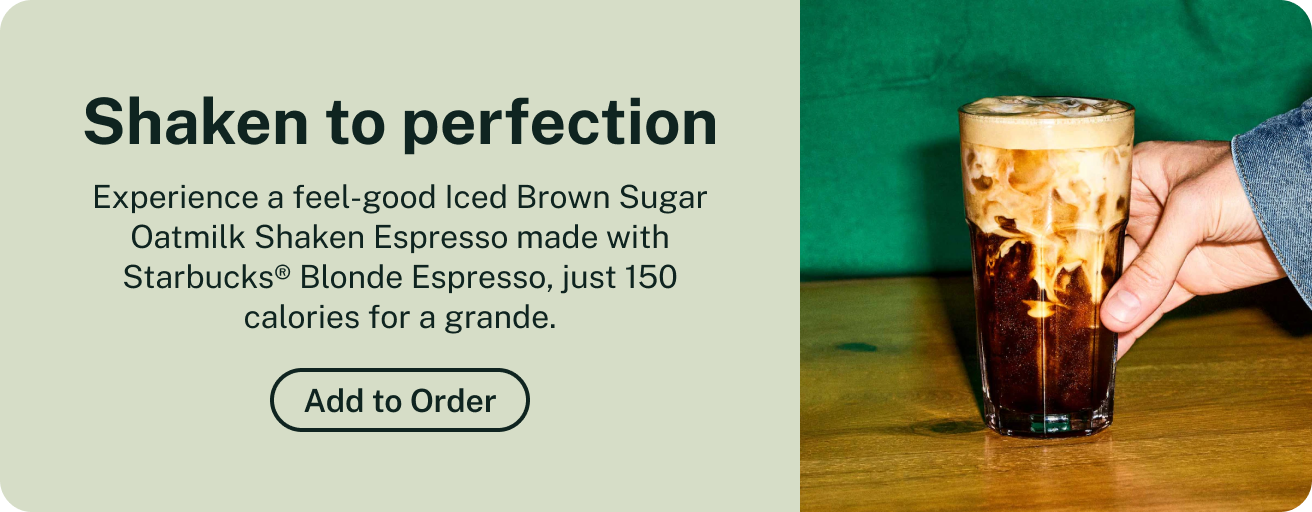 Shaken to perfection
Experience a feel-good Iced Brown Sugar
Oatmilk Shaken Espresso made with
Starbucks® Blonde Espresso, just 150
calories for a grande.
Add to Order